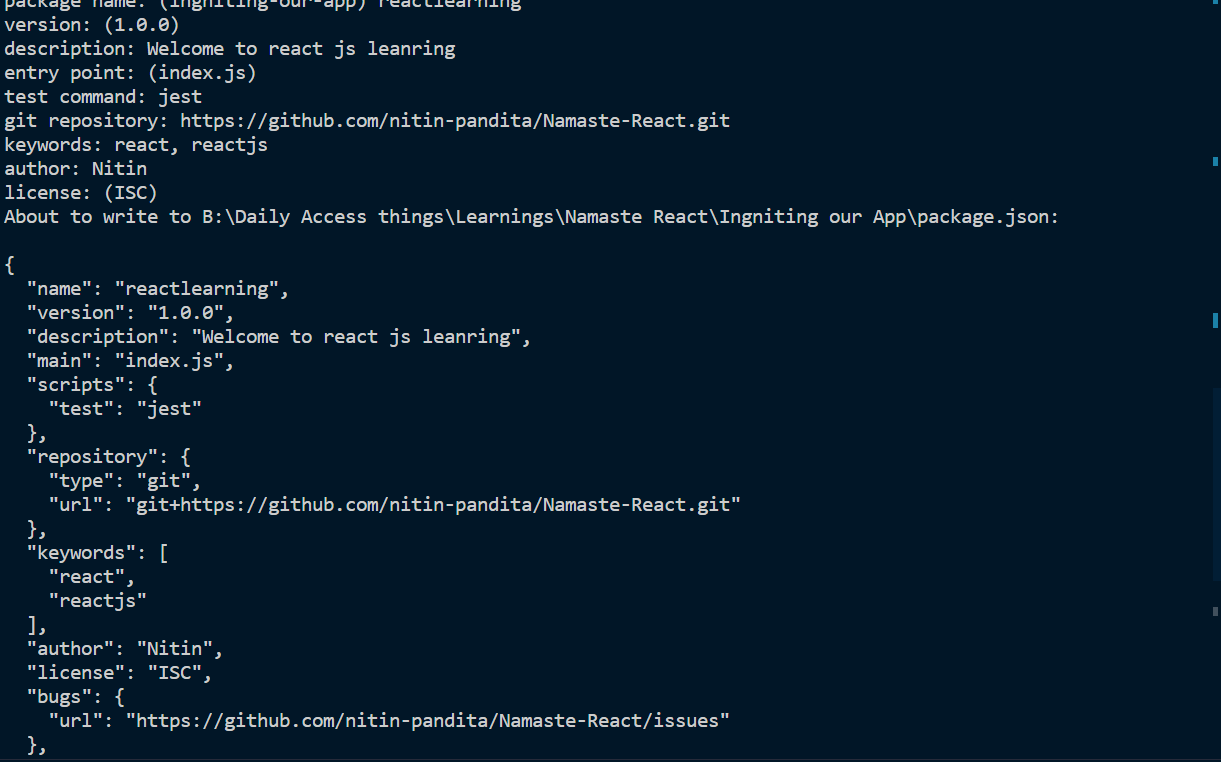 package name: (ingniting-our-app) reactlearning
version: (1.0.0)
description: Welcome to react js leanring
entry point: (index.js)
test command: jest
git repository: https://github.com/nitin-pandita/Namaste-React.git
keywords: react, reactjs
author: Nitin
license: (ISC)
About to write to B:\Daily Access things\Learnings\Namaste React\Ingniting our App\package.json:

{
  "name": "reactlearning",
  "version": "1.0.0",
  "description": "Welcome to react js leanring",
  "main": "index.js",
  "scripts": {
    "test": "jest"
  },
  "repository": {
    "type": "git",
    "url": "git+https://github.com/nitin-pandita/Namaste-React.git"
  },
  "keywords": [
    "react",
    "reactjs"
  ],
  "author": "Nitin",
  "license": "ISC",
  "bugs": {
    "url": "https://github.com/nitin-pandita/Namaste-React/issues"
  },